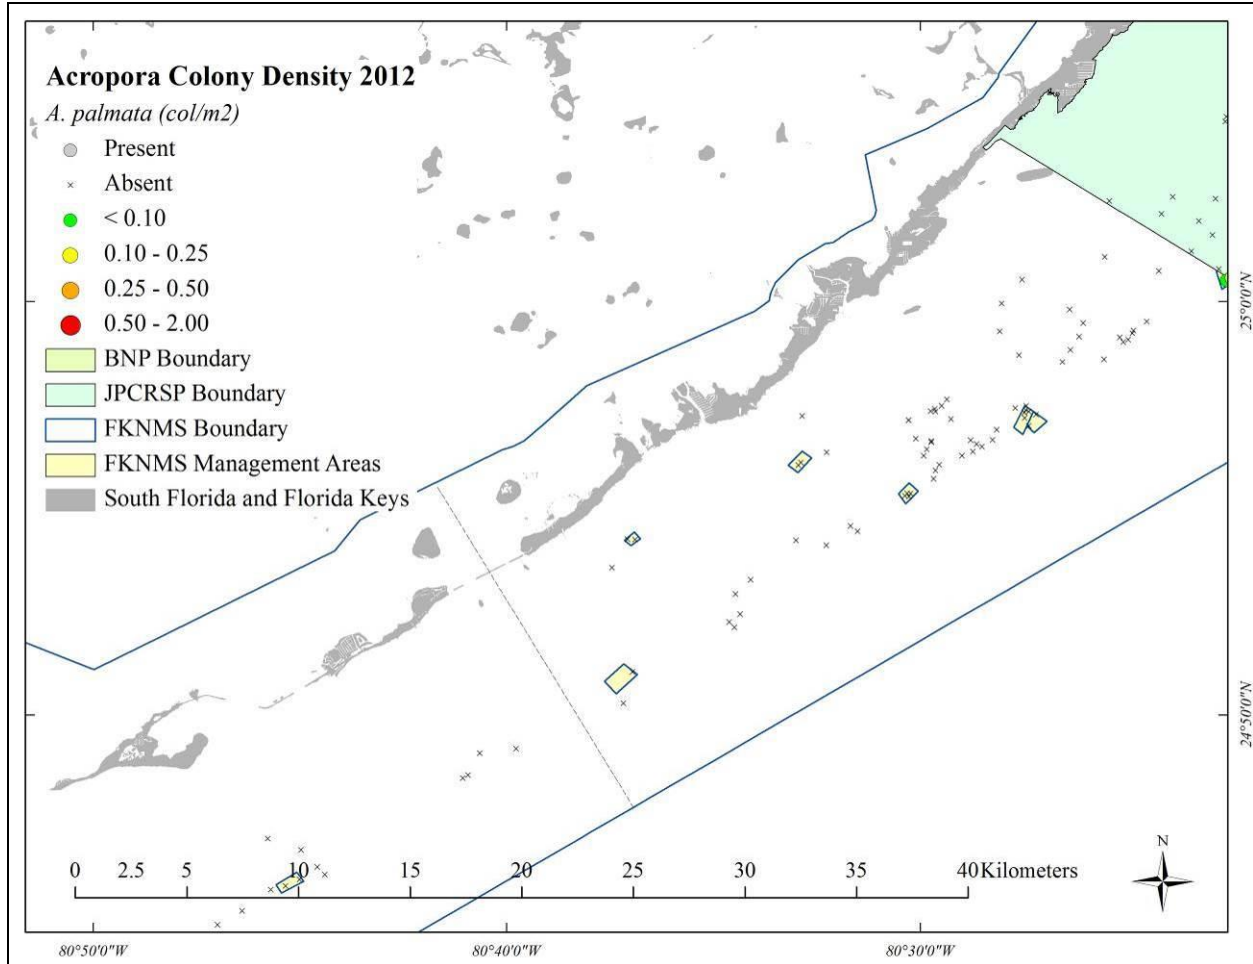 Acropora Colony Density 2012
A. palmata (col/m2)
Present
Absent
< 0.10
0.10 - 0.25
0.25 - 0.50
0.50 - 2.00
BNP Boundary
JPCRSP Boundary
FKNMS Boundary
FKNMS Management Areas
South Florida and Florida Keys
25°0'0"N
24°50'0"N
N
0 2.5 5 10 15 20 25 30 35 40 Kilometers
80°50'0"W 80°40'0"W 80°30'0"W